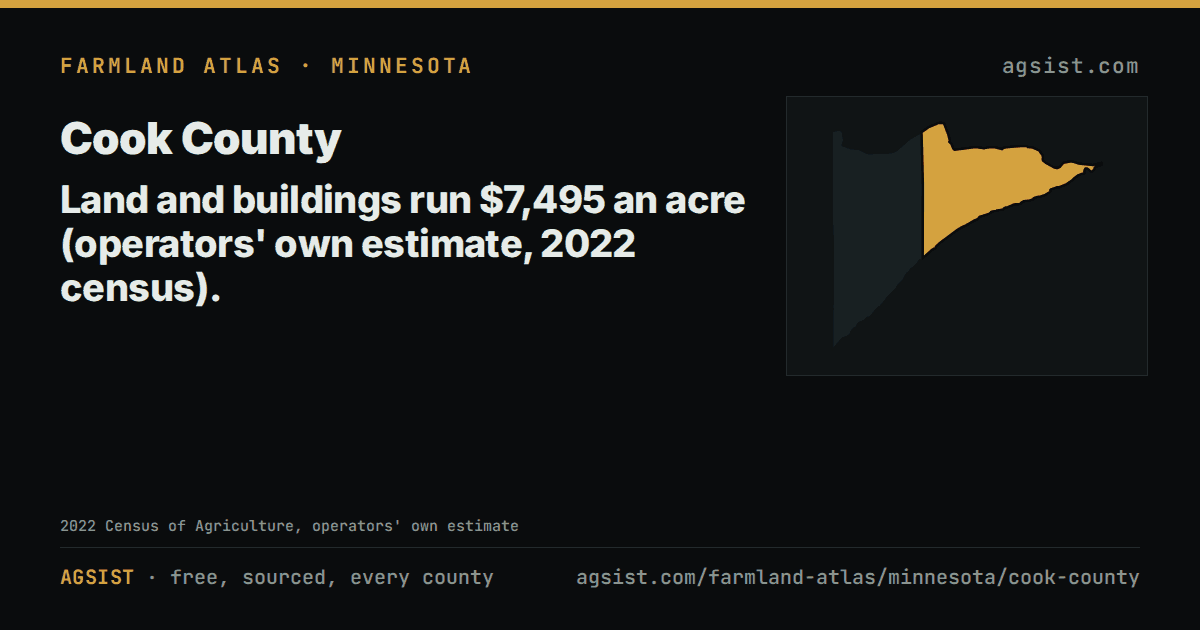 FARMLAND ATLAS · MINNESOTA
agsist.com
Cook County
Land and buildings run $7,495 an acre
(operators' own estimate, 2022
census).
2022 Census of Agriculture, operators' own estimate
AGSIST · free, sourced, every county
agsist.com/farmland-atlas/minnesota/cook-county